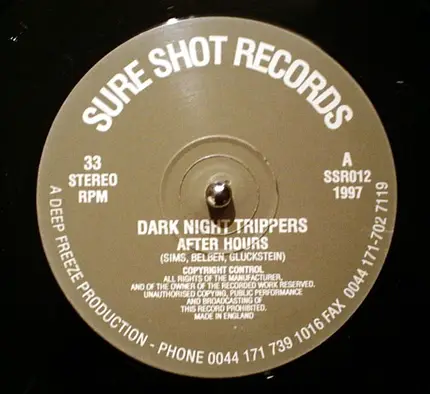 SURE SHOT RECORDS
33
STEREO
RPM
A
SSR012
1997
DARK NIGHT TRIPPERS
AFTER HOURS
(SIMS, BELBEN, GLUCKSTEIN)
COPYRIGHT CONTROL
ALL RIGHTS OF THE MANUFACTURER,
AND OF THE OWNER OF THE RECORDED WORK RESERVED.
UNAUTHORISED COPYING, PUBLIC PERFORMANCE
AND BROADCASTING OF
THIS RECORD PROHIBITED.
MADE IN ENGLAND
A DEEP FREEZE PRODUCTION - PHONE 0044 171 739 1016 FAX 0044 171-702 7119